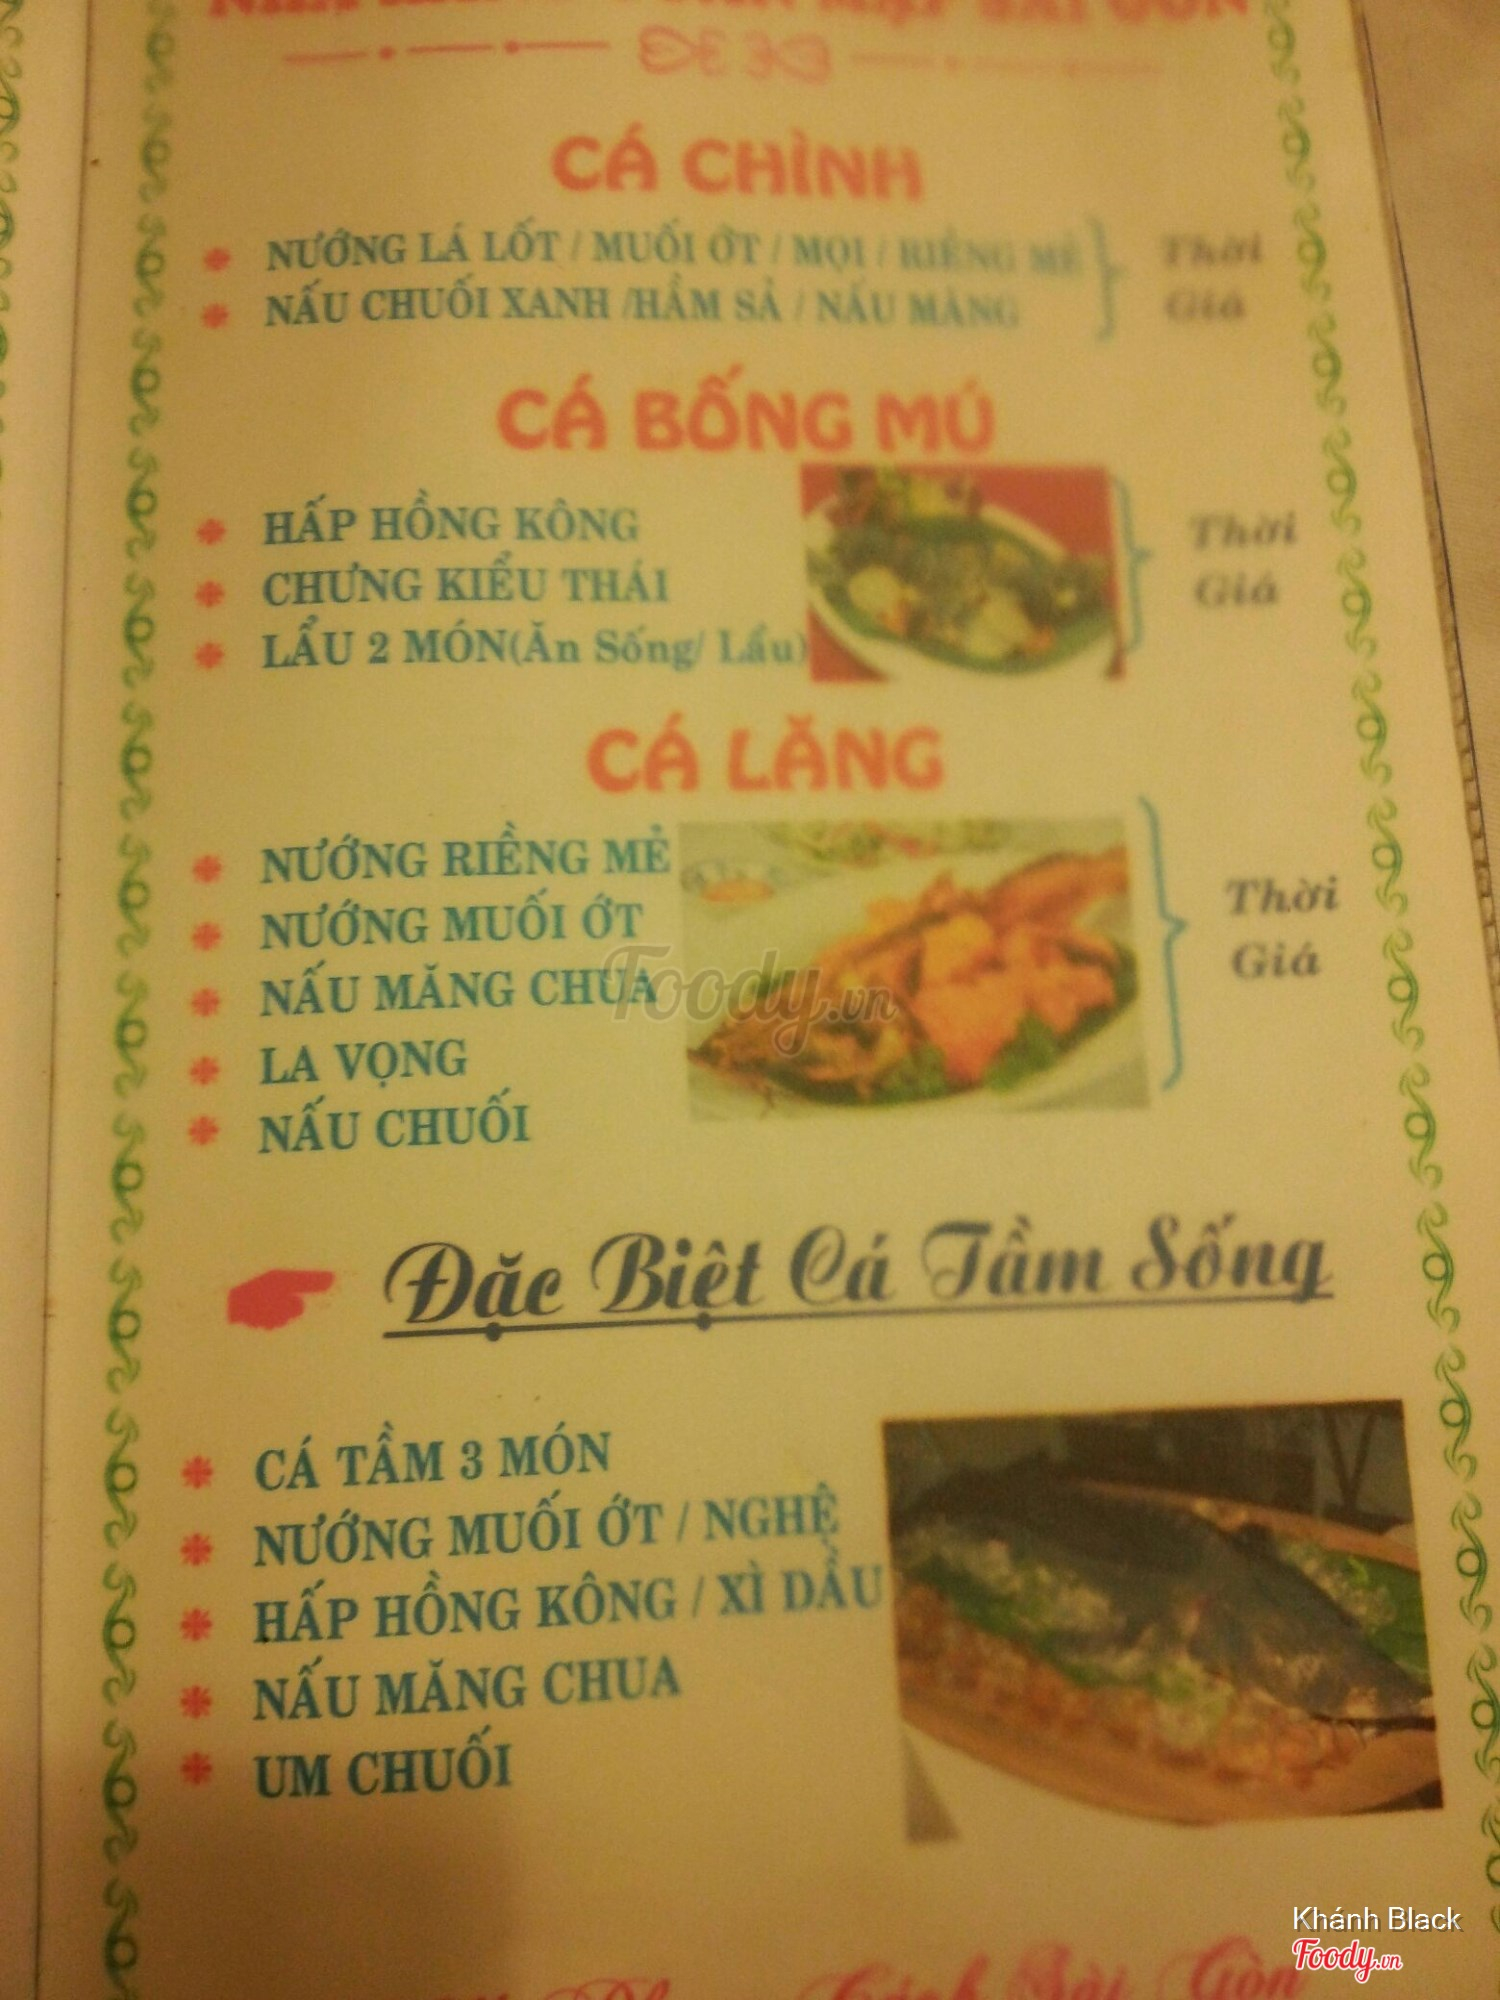 CÁ CHÌNH
NƯỚNG LÁ LỐT / MUỐI ỚT / MỌI / RIỀNG MẺ
NẤU CHUỐI XANH /HẦM SẢ / NẤU MĂNG
Thời
Giá
CÁ BỐNG MÚ
HẤP HỒNG KÔNG
CHƯNG KIỂU THÁI
LẨU 2 MÓN(Ăn Sống/ Lẩu)
Thời
Giá
CÁ LĂNG
NƯỚNG RIỀNG MẺ
NƯỚNG MUỐI ỚT
NẤU MĂNG CHUA
LA VỌNG
NẤU CHUỐI
Thời
Giá
Foody.vn
Đặc Biệt Cá Tầm Sống
CÁ TẦM 3 MÓN
NƯỚNG MUỐI ỚT / NGHỆ
HẤP HỒNG KÔNG / XÌ DẦU
NẤU MĂNG CHUA
UM CHUỐI
Khánh Black
Foody.vn
Sài Gòn